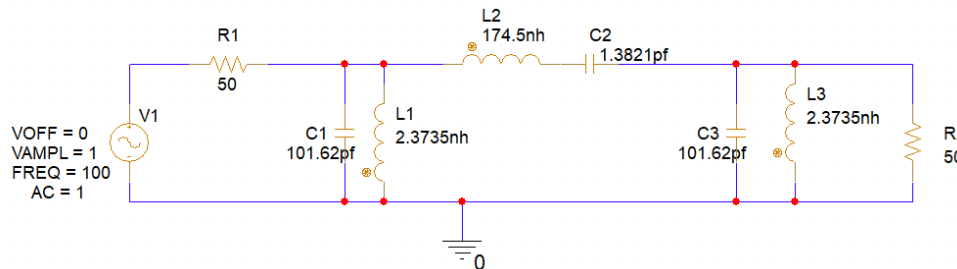 L2
174.5nh
C2
1.3821pf
R1
50
V1
VOFF = 0
VAMPL = 1
FREQ = 100
AC = 1
C1
101.62pf
L1
2.3735nh
C3
101.62pf
L3
2.3735nh
R
50
0